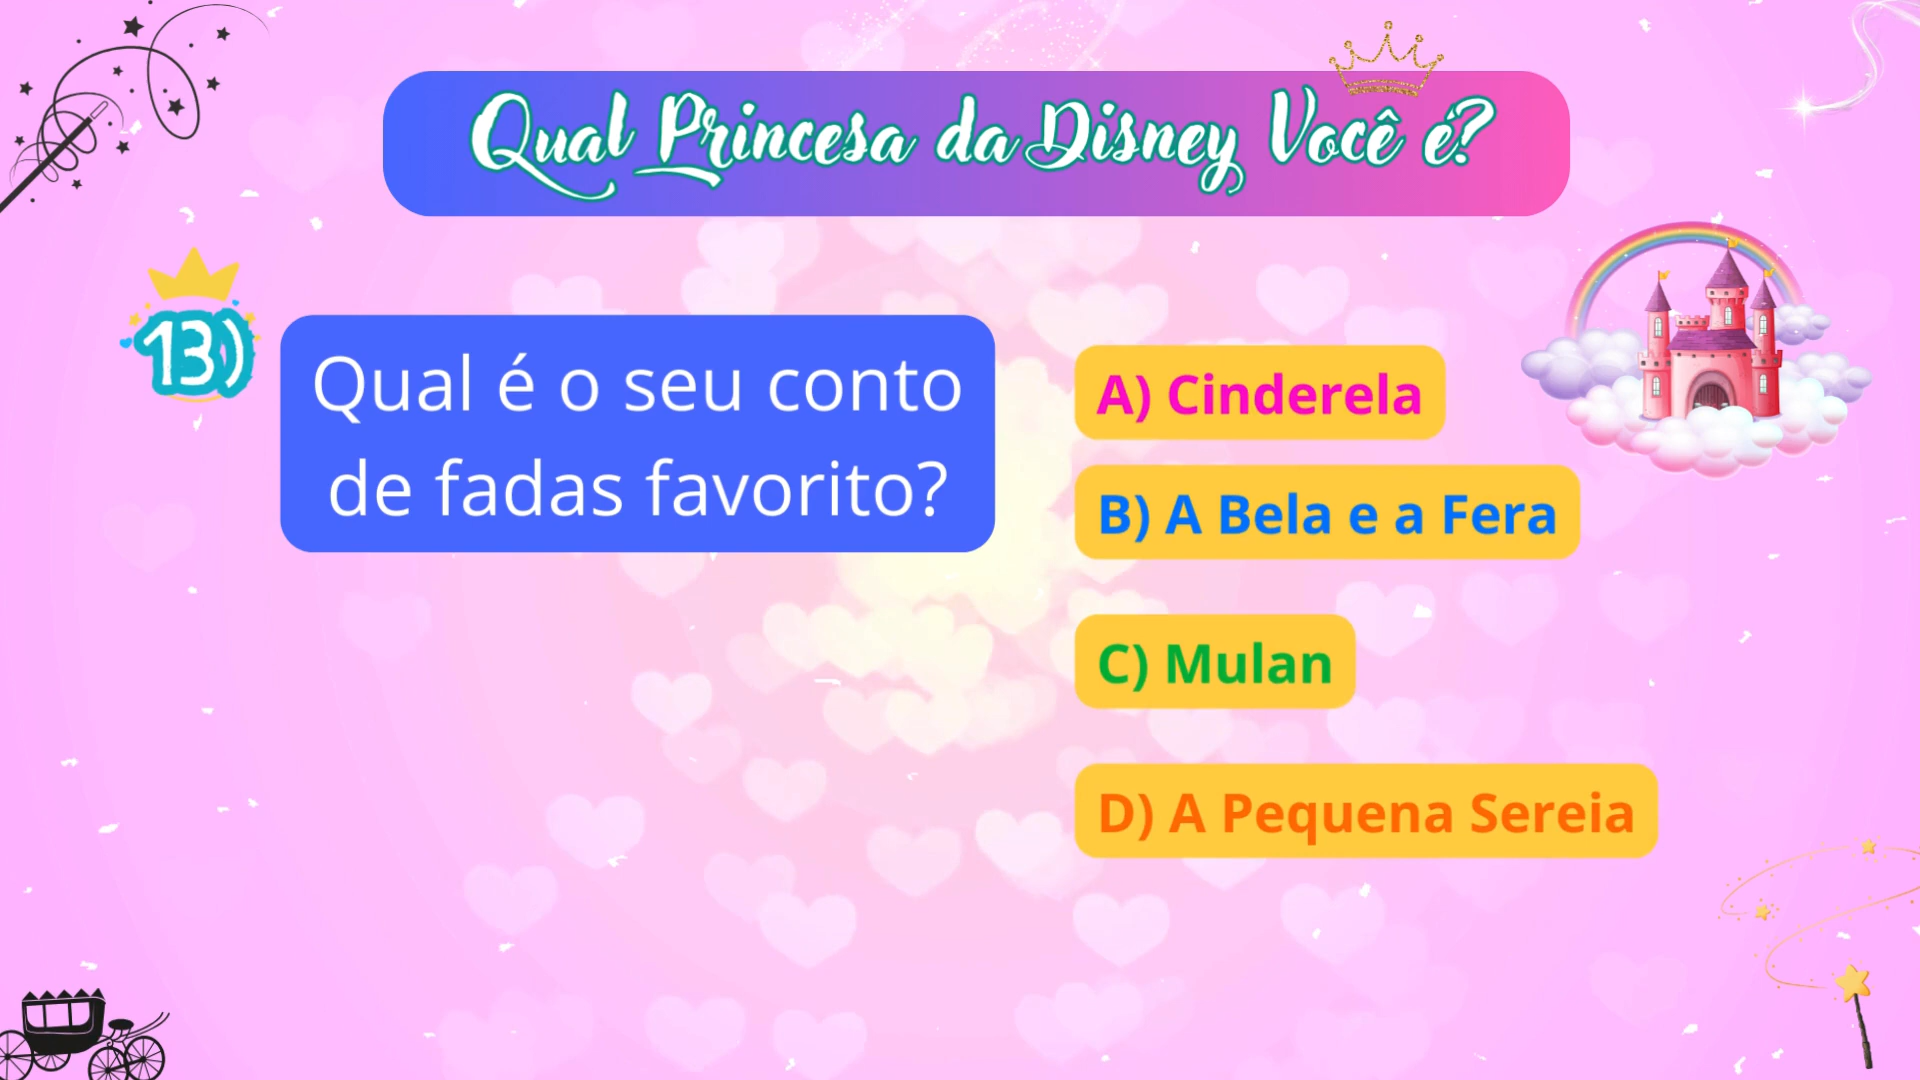 Qual Princesa da Disney Você é?
13)
Qual é o seu conto
de fadas favorito?
A) Cinderela
B) A Bela e a Fera
C) Mulan
D) A Pequena Sereia